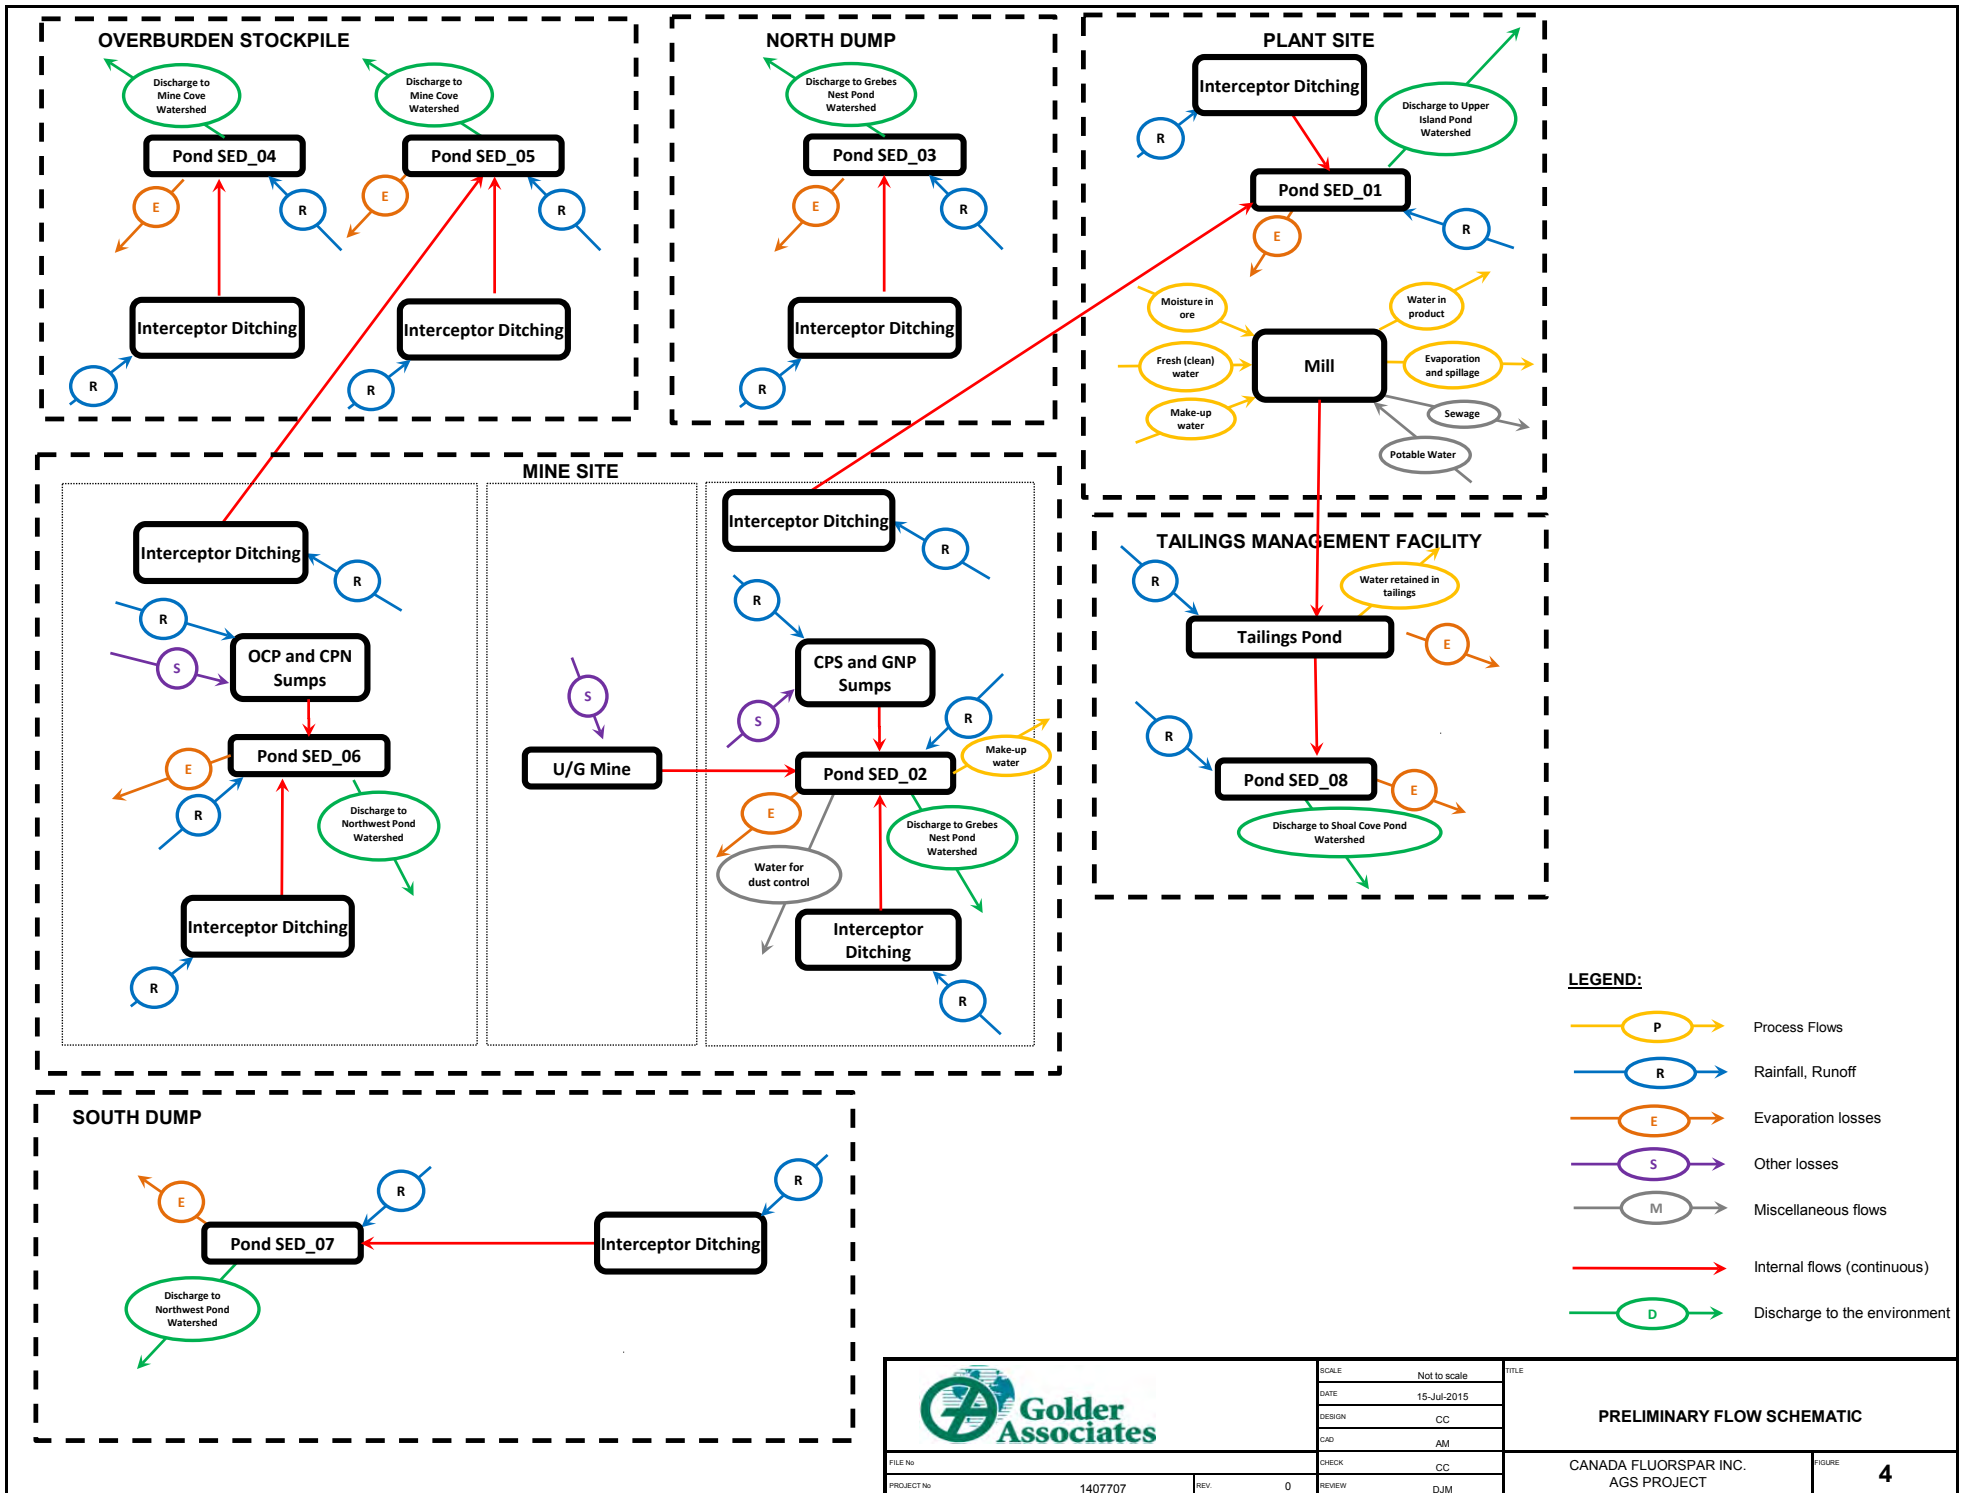 OVERBURDEN STOCKPILE
Discharge to
Mine Cove
Watershed
Discharge to
Mine Cove
Watershed
Pond SED_04
Pond SED_05
E
R
E
R
Interceptor Ditching
Interceptor Ditching
R
R
NORTH DUMP
Discharge to Grebes
Nest Pond
Watershed
Pond SED_03
E
R
Interceptor Ditching
R
PLANT SITE
Interceptor Ditching
Discharge to Upper
Island Pond
Watershed
R
Pond SED_01
E
R
Moisture in
ore
Water in
product
Fresh (clean)
water
Mill
Evaporation
and spillage
Make-up
water
Sewage
Potable Water
MINE SITE
Interceptor Ditching
R
R
S
OCP and CPN
Sumps
Pond SED_06
E
R
Discharge to
Northwest Pond
Watershed
Interceptor Ditching
R
S
U/G Mine
Interceptor Ditching
R
R
CPS and GNP
Sumps
S
R
Make-up
water
Pond SED_02
E
Water for
dust control
Discharge to Grebes
Nest Pond
Watershed
Interceptor
Ditching
R
TAILINGS MANAGEMENT FACILITY
R
Water retained in
tailings
Tailings Pond
E
R
Pond SED_08
E
Discharge to Shoal Cove Pond
Watershed
SOUTH DUMP
E
R
R
Pond SED_07
Interceptor Ditching
Discharge to
Northwest Pond
Watershed
LEGEND:
P Process Flows
R Rainfall, Runoff
E Evaporation losses
S Other losses
M Miscellaneous flows
Internal flows (continuous)
D Discharge to the environment
Golder
Associates
SCALE Not to scale
DATE 15-Jul-2015
DESIGN CC
CAD AM
CHECK CC
REVIEW DJM
FILE No
PROJECT No 1407707
REV. 0
TITLE
PRELIMINARY FLOW SCHEMATIC
CANADA FLUORSPAR INC.
AGS PROJECT
FIGURE 4